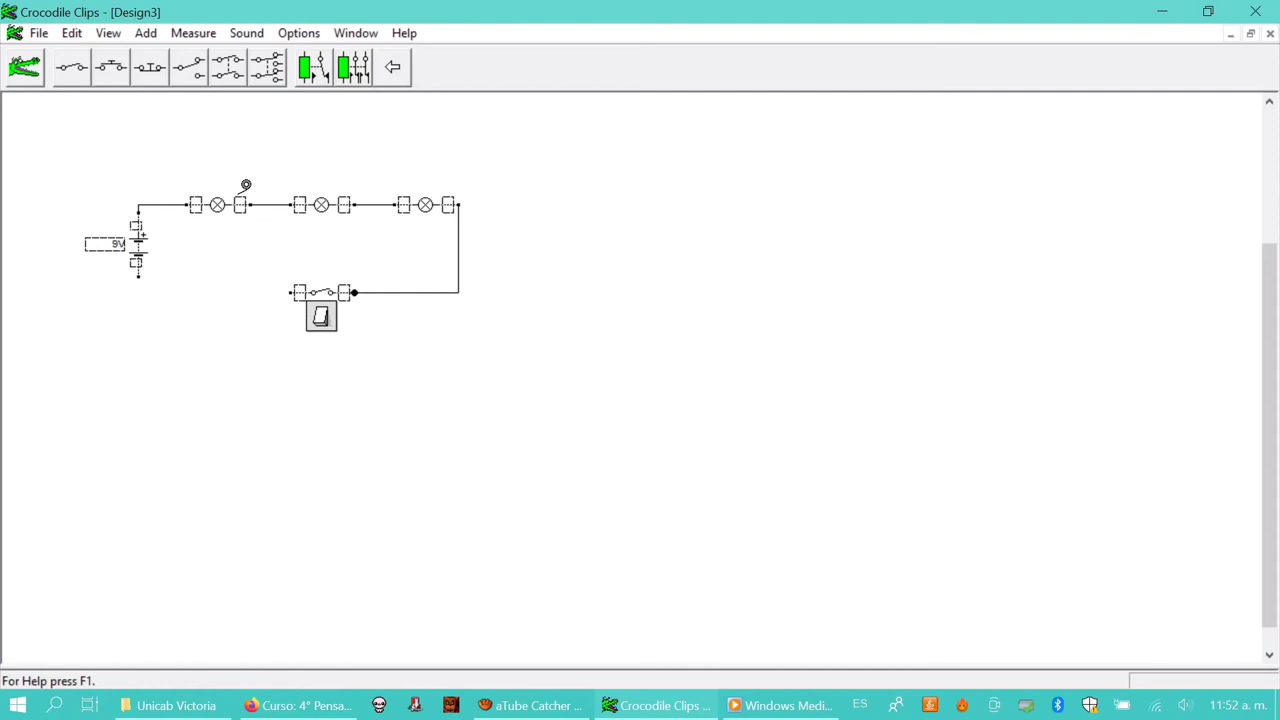 Crocodile Clips - [Design3]
File Edit View Add Measure Sound Options Window Help
9V
For Help press F1.
Unicab Victoria
Curso: 4° Pensa...
aTube Catcher ...
Crocodile Clips ...
Windows Medi...
ES
11:52 a. m.